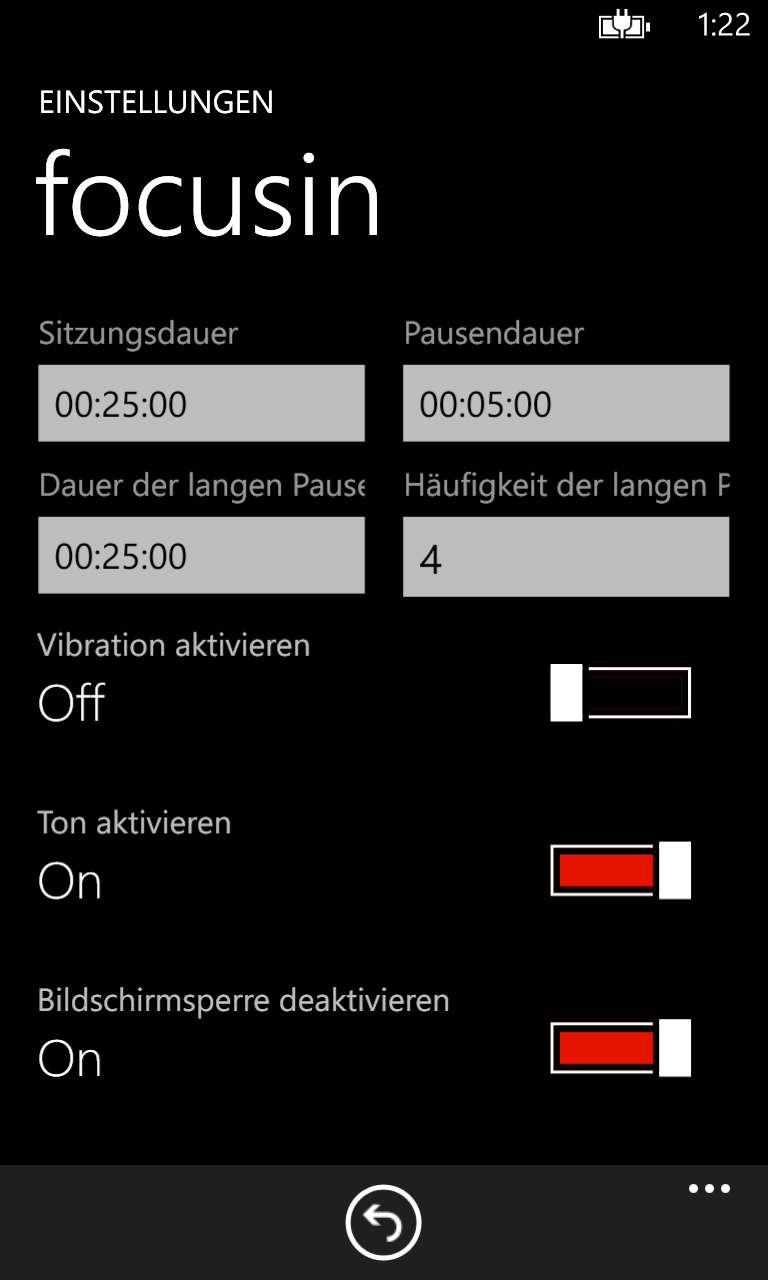 1:22
EINSTELLUNGEN
focusin
Sitzungsdauer
Pausendauer
00:25:00
00:05:00
Dauer der langen Pause
Häufigkeit der langen P
00:25:00
4
Vibration aktivieren
Off
Ton aktivieren
On
Bildschirmsperre deaktivieren
On